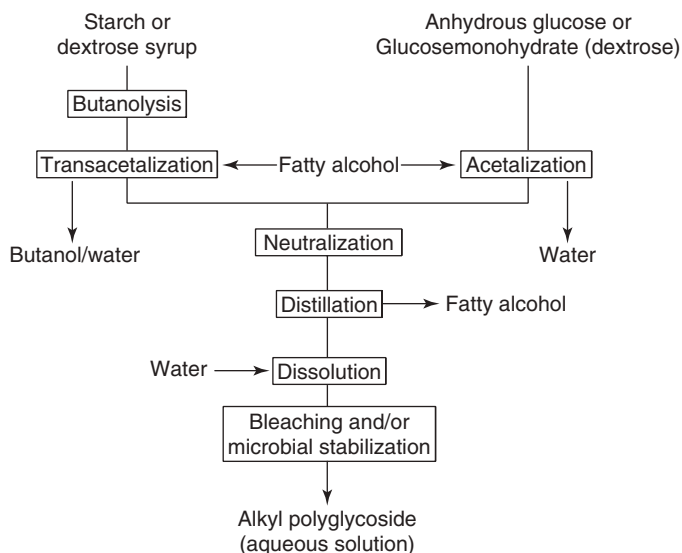 Starch or
dextrose syrup
Anhydrous glucose or
Glucosemonohydrate (dextrose)
Butanolysis
Transacetalization
Fatty alcohol
Acetalization
Butanol/water
Neutralization
Water
Distillation
Fatty alcohol
Water
Dissolution
Bleaching and/or
microbial stabilization
Alkyl polyglycoside
(aqueous solution)